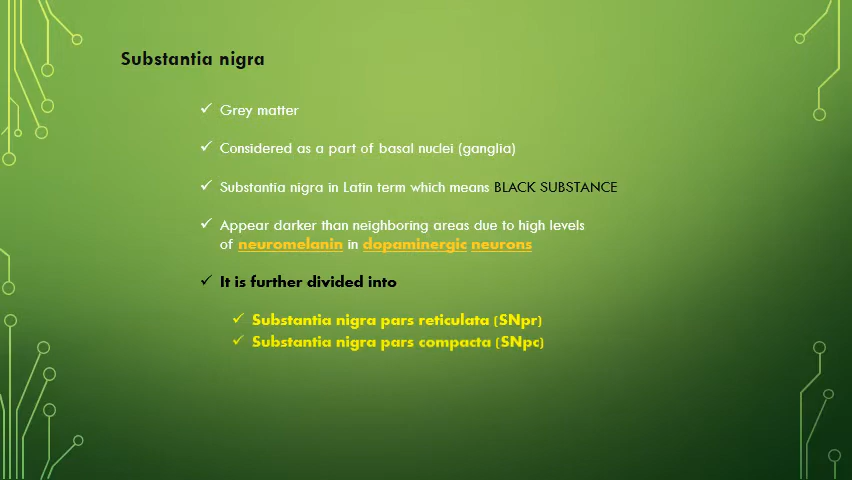 Substantia nigra
✓ Grey matter
✓ Considered as a part of basal nuclei (ganglia)
✓ Substantia nigra in Latin term which means BLACK SUBSTANCE
✓ Appear darker than neighboring areas due to high levels
of neuromelanin in dopaminergic neurons
✓ It is further divided into
✓ Substantia nigra pars reticulata (SNpr)
✓ Substantia nigra pars compacta (SNpc)